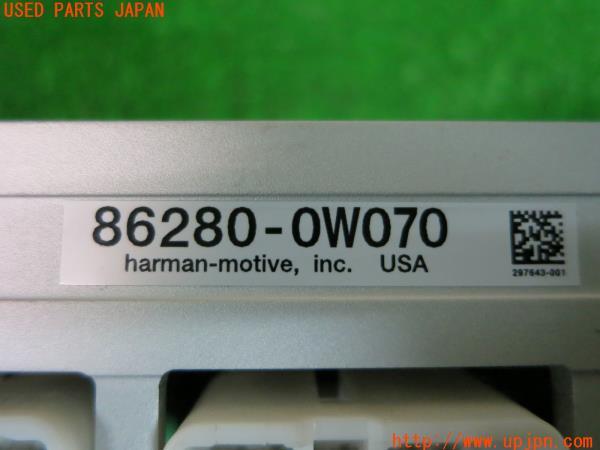 USED PARTS JAPAN
86280-0W070
harman-motive, inc. USA
297643-001
http://www.upjpn.com